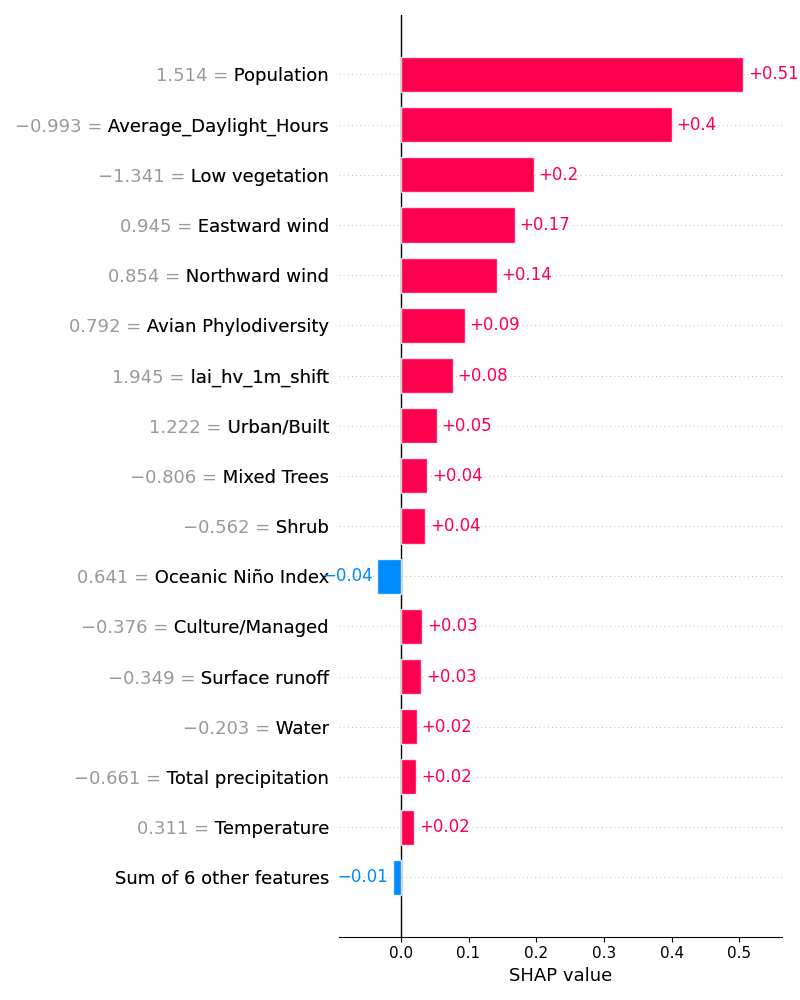 1.514 = Population +0.51
−0.993 = Average_Daylight_Hours +0.4
−1.341 = Low vegetation +0.2
0.945 = Eastward wind +0.17
0.854 = Northward wind +0.14
0.792 = Avian Phylodiversity +0.09
1.945 = lai_hv_1m_shift +0.08
1.222 = Urban/Built +0.05
−0.806 = Mixed Trees +0.04
−0.562 = Shrub +0.04
0.641 = Oceanic Niño Index −0.04
−0.376 = Culture/Managed +0.03
−0.349 = Surface runoff +0.03
−0.203 = Water +0.02
−0.661 = Total precipitation +0.02
0.311 = Temperature +0.02
Sum of 6 other features −0.01
0.0 0.1 0.2 0.3 0.4 0.5
SHAP value